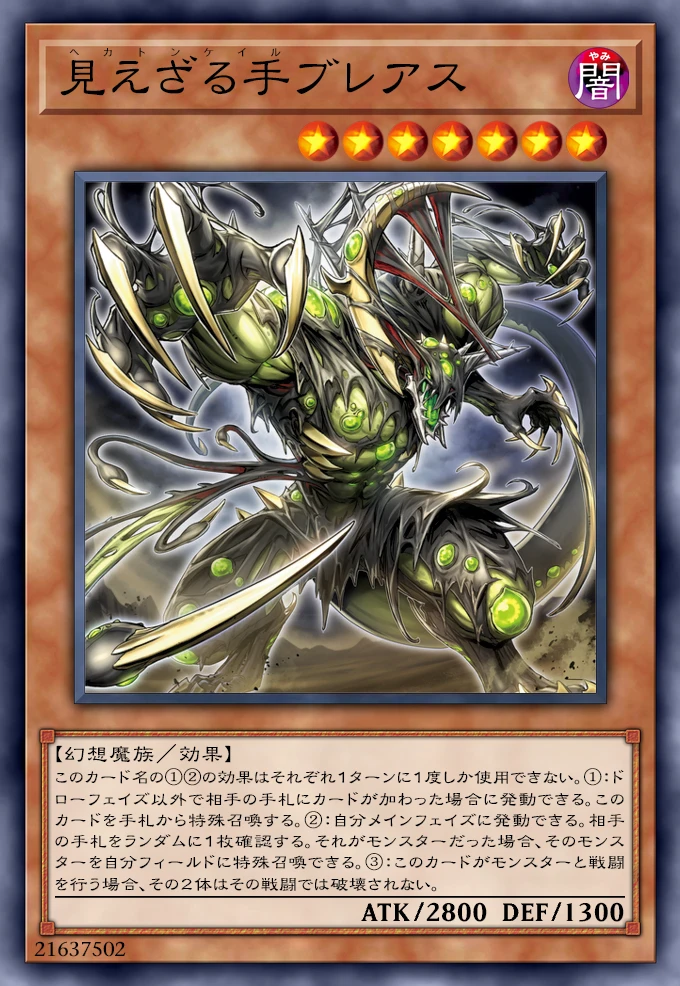 ヘカトンケイル
見えざる手ブレアス
やみ
闇
【幻想魔族／効果】
このカード名の①②の効果はそれぞれ1ターンに1度しか使用できない。①：ド
ローフェイズ以外で相手の手札にカードが加わった場合に発動できる。この
カードを手札から特殊召喚する。②：自分メインフェイズに発動できる。相手
の手札をランダムに1枚確認する。それがモンスターだった場合、そのモン
スターを自分フィールドに特殊召喚できる。③：このカードがモンスターと戦闘
を行う場合、その2体はその戦闘では破壊されない。
ATK/2800 DEF/1300
21637502